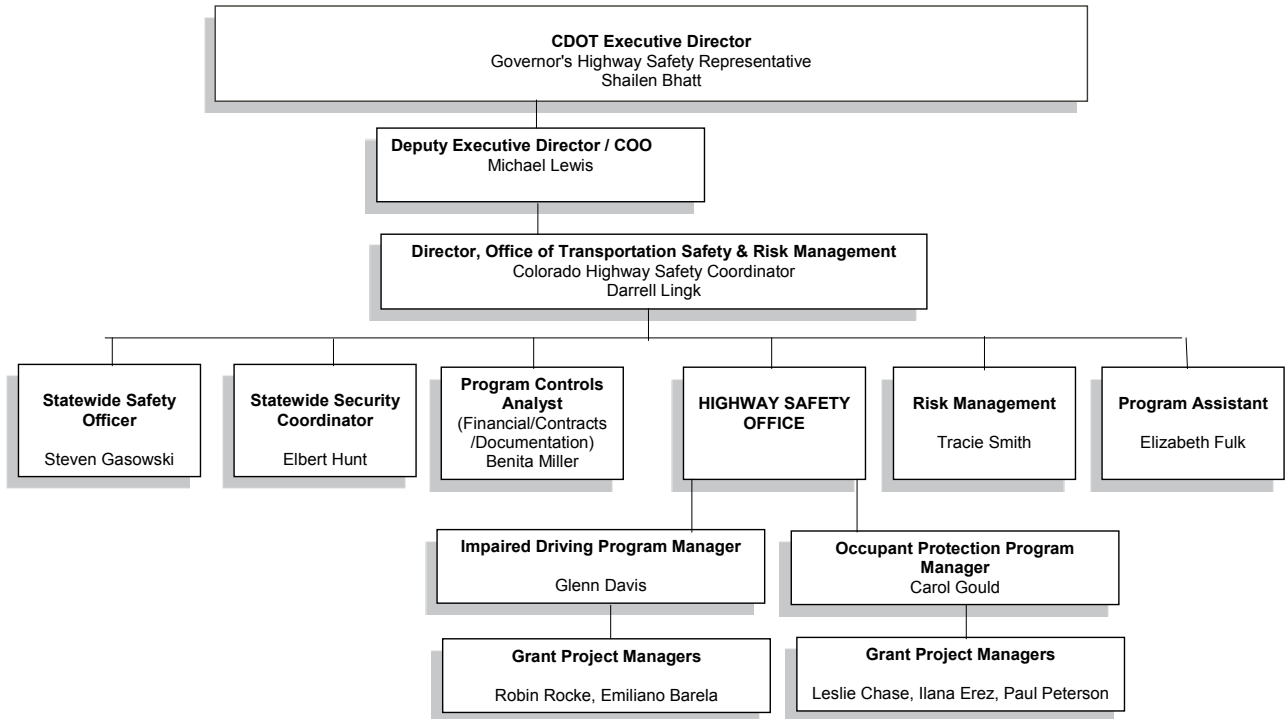 CDOT Executive Director
Governor's Highway Safety Representative
Shailen Bhatt
Deputy Executive Director / COO
Michael Lewis
Director, Office of Transportation Safety & Risk Management
Colorado Highway Safety Coordinator
Darrell Lingk
Statewide Safety
Officer
Steven Gasowski
Statewide Security
Coordinator
Elbert Hunt
Program Controls
Analyst
(Financial/Contracts
/Documentation)
Benita Miller
HIGHWAY SAFETY
OFFICE
Risk Management
Tracie Smith
Program Assistant
Elizabeth Fulk
Impaired Driving Program Manager
Glenn Davis
Occupant Protection Program
Manager
Carol Gould
Grant Project Managers
Robin Rocke, Emiliano Barela
Grant Project Managers
Leslie Chase, Ilana Erez, Paul Peterson